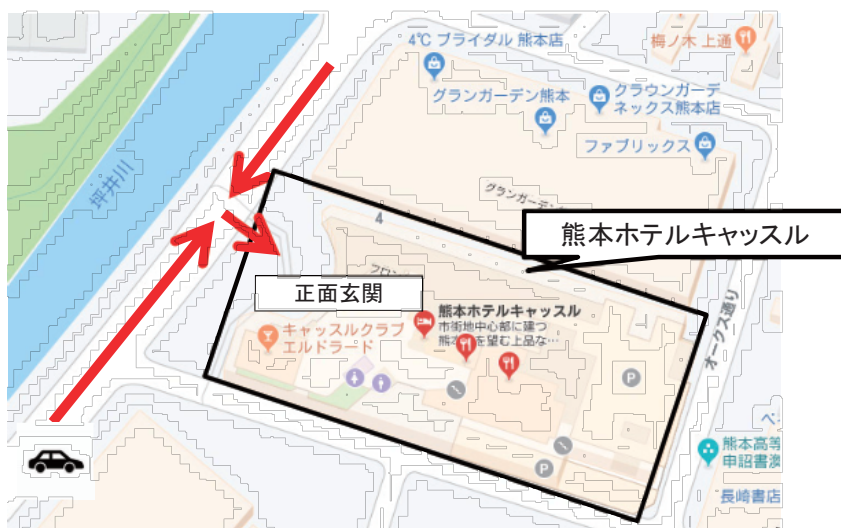 4℃ ブライダル 熊本店
梅ノ木 上通
グランガーデン熊本
クラウンガーデ
ネックス熊本店
ファブリックス
坪井川
グランガーデン
4
熊本ホテルキャッスル
フロン
正面玄関
熊本ホテルキャッスル
市街地中心部に建つ
を望む上品な…
キャッスルクラブ
エルドラード
オークス通り
P
P
熊本高等
長崎書店